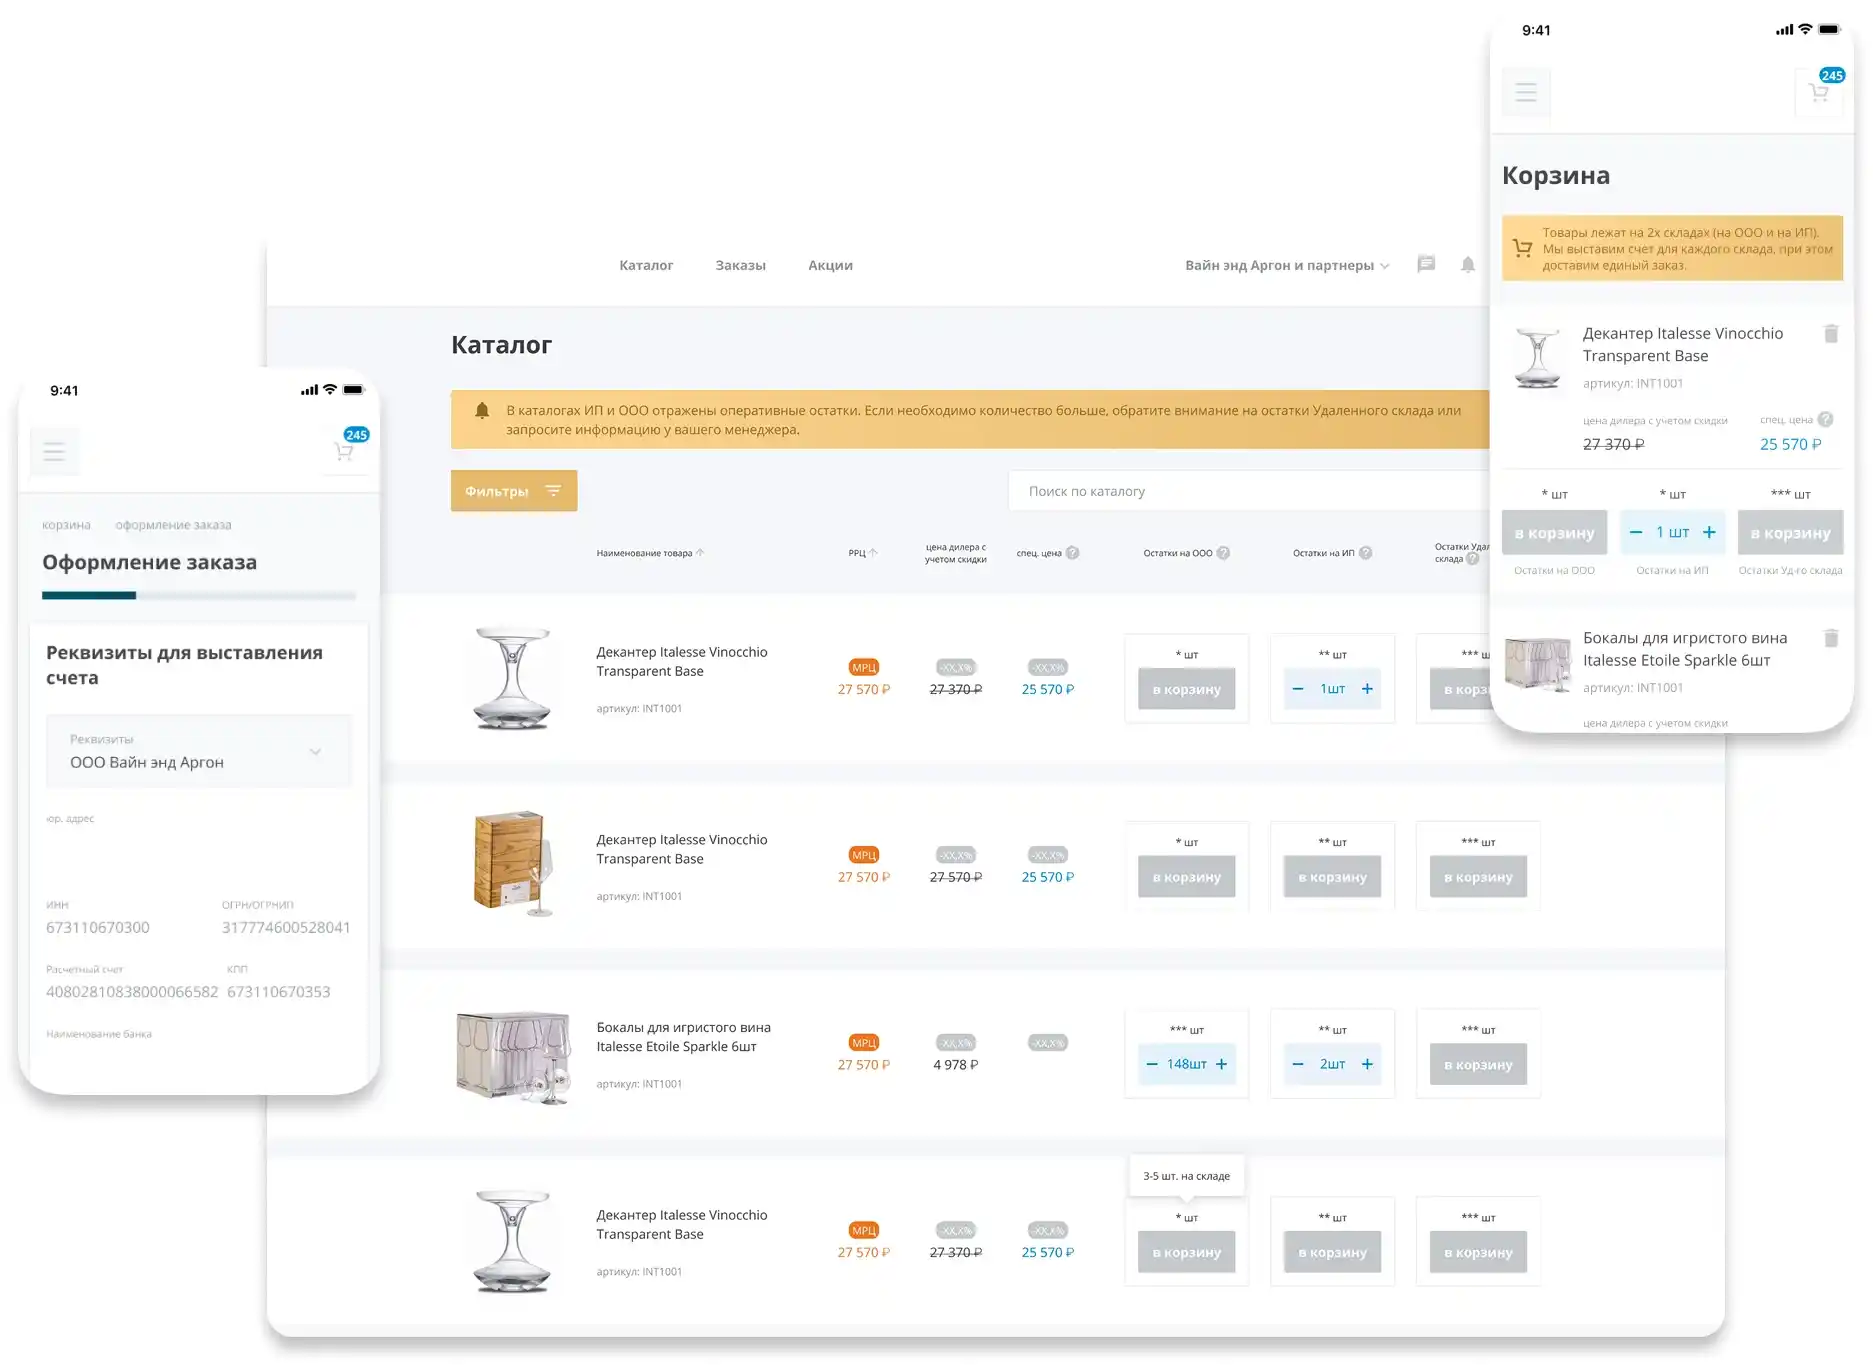 9:41
245
корзина оформление заказа
Оформление заказа
Реквизиты для выставления
счета
Реквизиты
ООО Вайн энд Аргон
юр. адрес
ИНН ОГРН/ОГРНИП
673110670300 317774600528041
Расчетный счет КПП
40802810838000066582 673110670353
Наименование банка
Каталог Заказы Акции Вайн энд Аргон и партнеры
Каталог
В каталогах ИП и ООО отражены оперативные остатки. Если необходимо количество больше, обратите внимание на остатки Удаленного склада или
запросите информацию у вашего менеджера.
Фильтры Поиск по каталогу
Наименование товара РРЦ цена дилера с
учетом скидки спец. цена ? Остатки на ООО ? Остатки на ИП ? Остатки Удал
склада ?
Декантер Italesse Vinocchio
Transparent Base
артикул: INT1001
МРЦ -XX,X% -XX,X%
27 570 ₽ 27 370 ₽ 25 570 ₽
* шт ** шт *** ш
в корзину − 1шт + в корз
Декантер Italesse Vinocchio
Transparent Base
артикул: INT1001
МРЦ -XX,X% -XX,X%
27 570 ₽ 27 570 ₽ 25 570 ₽
* шт ** шт *** шт
в корзину в корзину в корзину
Бокалы для игристого вина
Italesse Etoile Sparkle 6шт
артикул: INT1001
МРЦ -XX,X% -XX,X%
27 570 ₽ 4 978 ₽
*** шт ** шт *** шт
− 148шт + − 2шт + в корзину
Декантер Italesse Vinocchio
Transparent Base
артикул: INT1001
МРЦ -XX,X% -XX,X%
27 570 ₽ 27 370 ₽ 25 570 ₽
3-5 шт. на складе
* шт ** шт *** шт
в корзину в корзину в корзину
9:41
245
Корзина
Товары лежат на 2х складах (на ООО и на ИП).
Мы выставим счет для каждого склада, при этом
доставим единый заказ.
Декантер Italesse Vinocchio
Transparent Base
артикул: INT1001
цена дилера с учетом скидки спец. цена ?
27 370 ₽ 25 570 ₽
* шт * шт *** шт
в корзину − 1 шт + в корзину
Остатки на ООО Остатки на ИП Остатки Уд-го склада
Бокалы для игристого вина
Italesse Etoile Sparkle 6шт
артикул: INT1001
цена дилера с учетом скидки